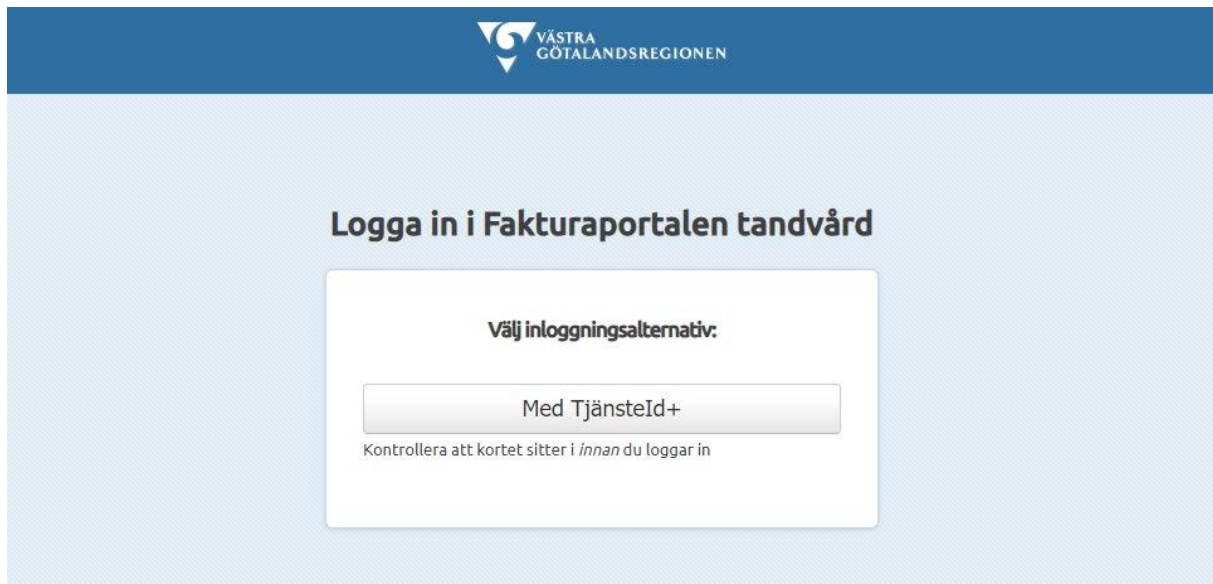 VÄSTRA
GÖTALANDSREGIONEN
Logga in i Fakturaportalen tandvård
Välj inloggningsalternativ:
Med TjänsteId+
Kontrollera att kortet sitter i innan du loggar in